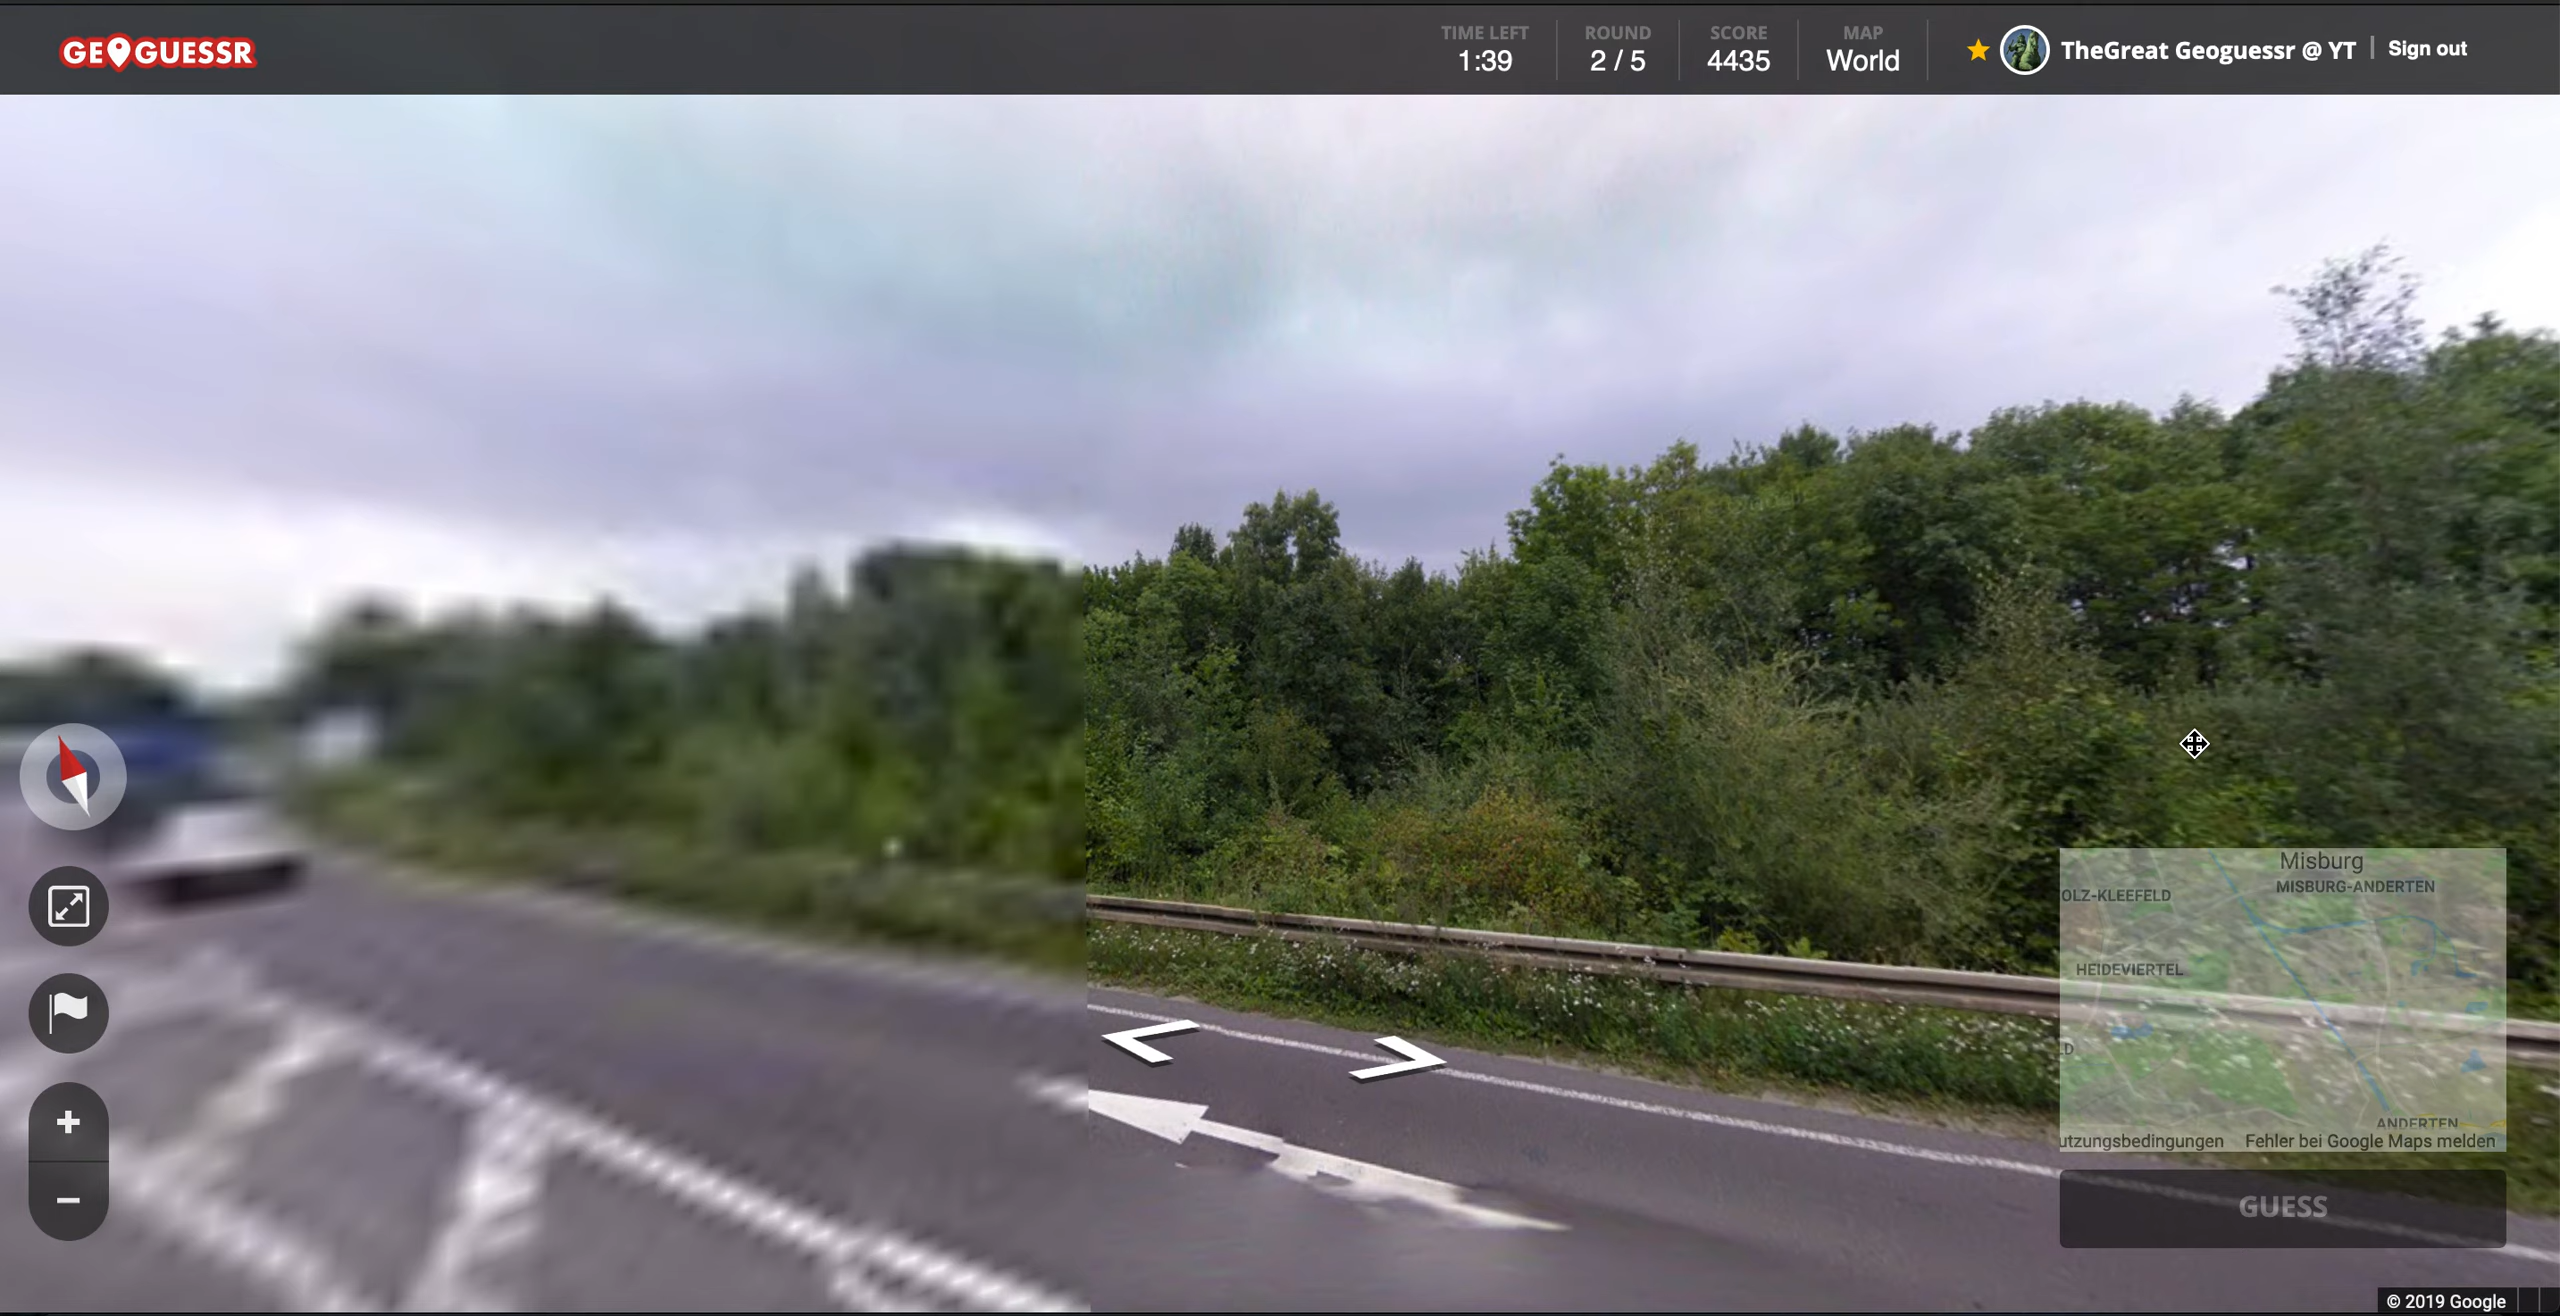 GEOGUESSR
TIME LEFT
1:39
ROUND
2 / 5
SCORE
4435
MAP
World
TheGreat Geoguessr @ YT
Sign out
Misburg
MISBURG-ANDERTEN
OLZ-KLEEFELD
HEIDEVIERTEL
LD
ANDERTEN
utzungsbedingungen
Fehler bei Google Maps melden
GUESS
© 2019 Google